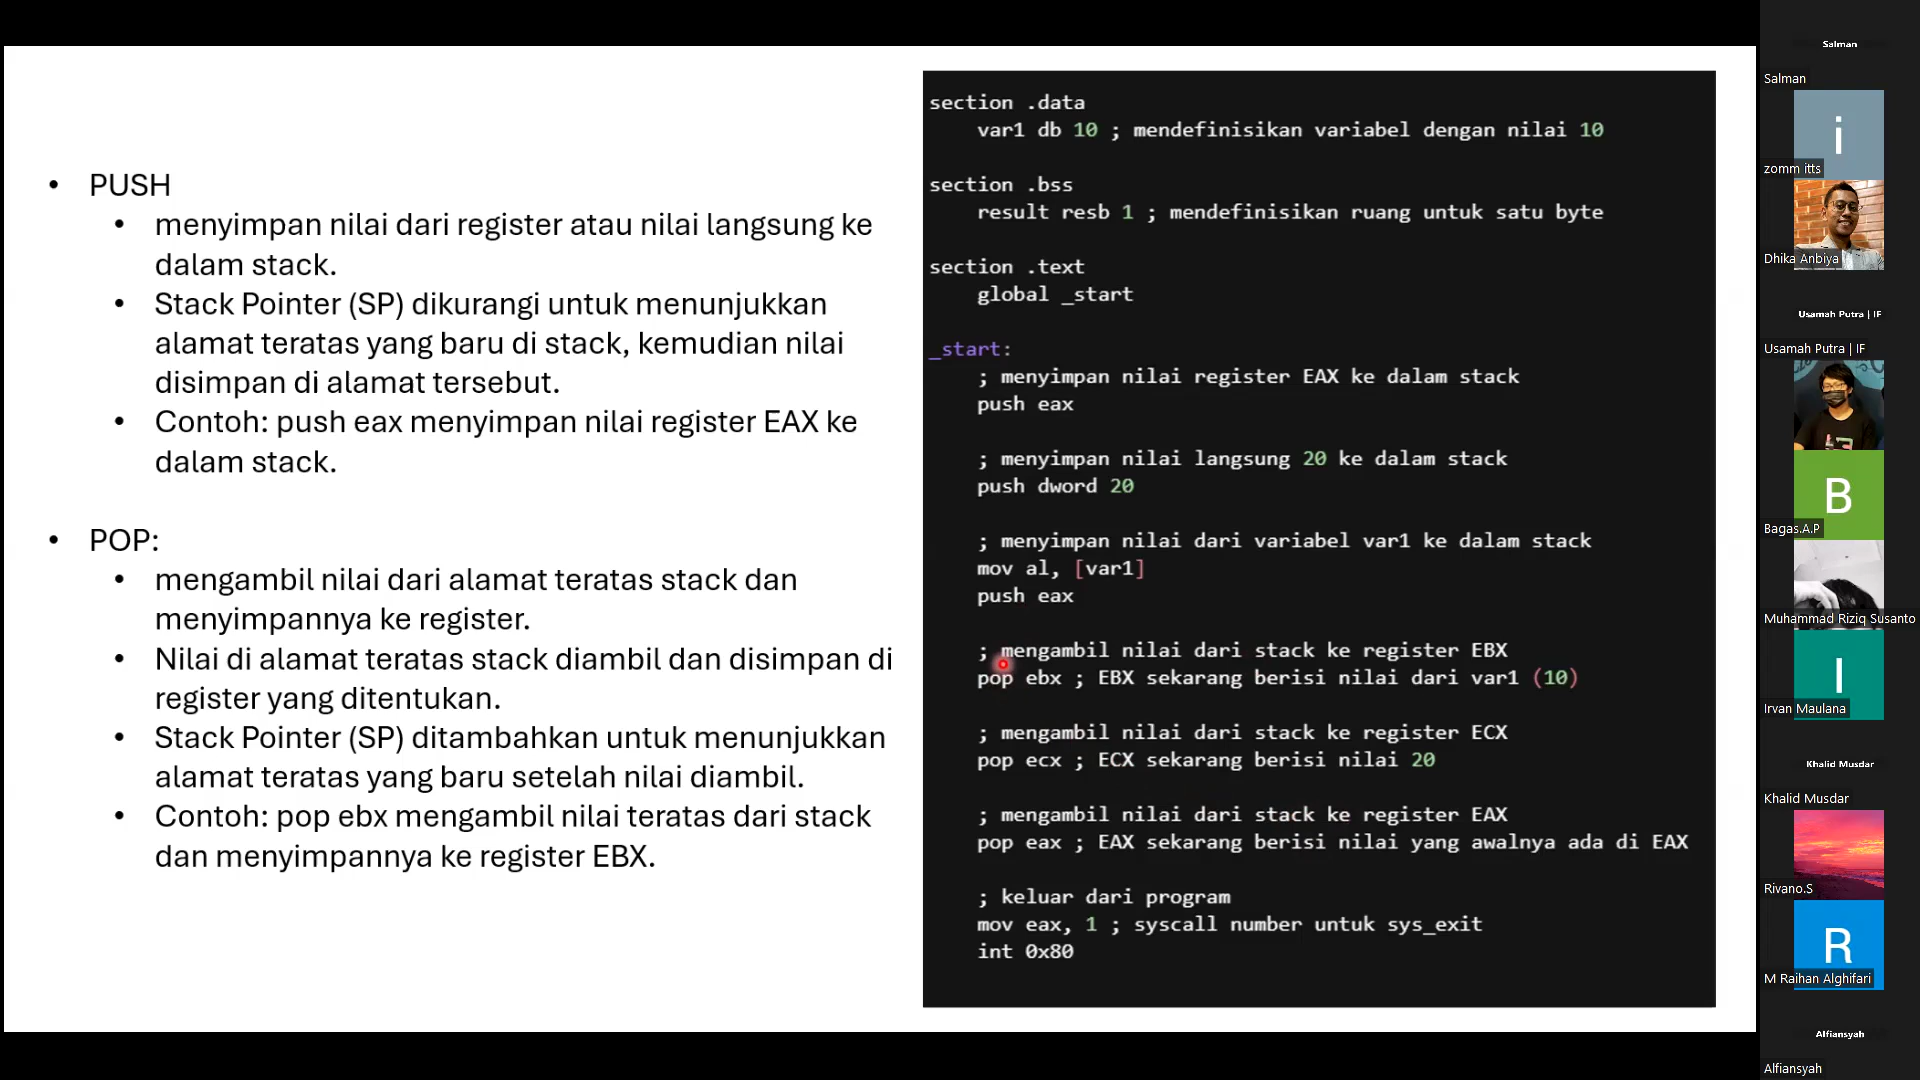 • PUSH
• menyimpan nilai dari register atau nilai langsung ke
dalam stack.
• Stack Pointer (SP) dikurangi untuk menunjukkan
alamat teratas yang baru di stack, kemudian nilai
disimpan di alamat tersebut.
• Contoh: push eax menyimpan nilai register EAX ke
dalam stack.
• POP:
• mengambil nilai dari alamat teratas stack dan
menyimpannya ke register.
• Nilai di alamat teratas stack diambil dan disimpan di
register yang ditentukan.
• Stack Pointer (SP) ditambahkan untuk menunjukkan
alamat teratas yang baru setelah nilai diambil.
• Contoh: pop ebx mengambil nilai teratas dari stack
dan menyimpannya ke register EBX.
section .data
var1 db 10 ; mendefinisikan variabel dengan nilai 10
section .bss
result resb 1 ; mendefinisikan ruang untuk satu byte
section .text
global _start
_start:
; menyimpan nilai register EAX ke dalam stack
push eax
; menyimpan nilai langsung 20 ke dalam stack
push dword 20
; menyimpan nilai dari variabel var1 ke dalam stack
mov al, [var1]
push eax
; mengambil nilai dari stack ke register EBX
pop ebx ; EBX sekarang berisi nilai dari var1 (10)
; mengambil nilai dari stack ke register ECX
pop ecx ; ECX sekarang berisi nilai 20
; mengambil nilai dari stack ke register EAX
pop eax ; EAX sekarang berisi nilai yang awalnya ada di EAX
; keluar dari program
mov eax, 1 ; syscall number untuk sys_exit
int 0x80
Salman
Salman
i
zomm itts
Dhika Anbiya
Usamah Putra | IF
Usamah Putra | IF
B
Bagas.A.P
Muhammad Riziq Susanto
I
Irvan Maulana
Khalid Musdar
Khalid Musdar
Rivano.S
R
M Raihan Alghifari
Alfiansyah
Alfiansyah